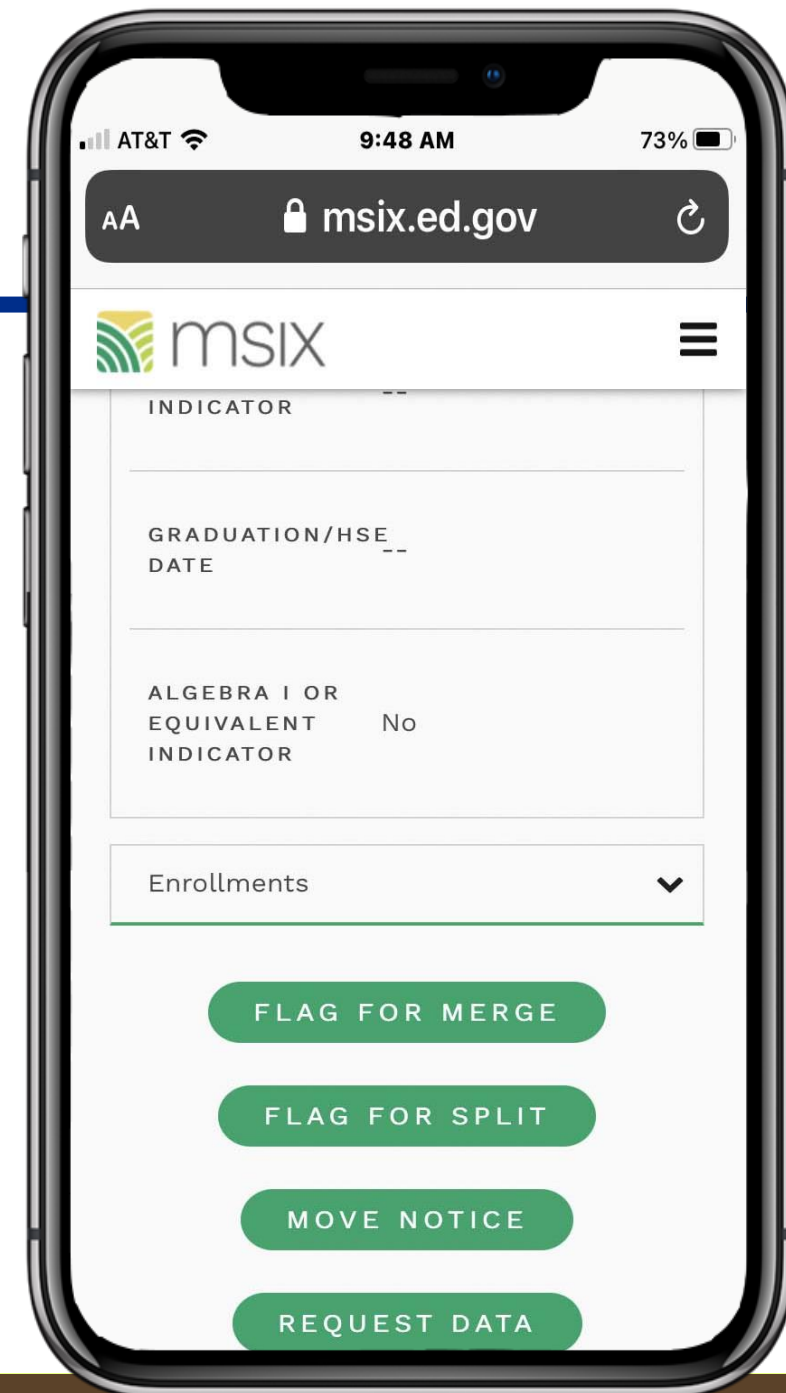 AT&T 9:48 AM 73%
AA msix.ed.gov
msix
INDICATOR --
GRADUATION/HSE
DATE --
ALGEBRA I OR
EQUIVALENT No
INDICATOR
Enrollments
FLAG FOR MERGE
FLAG FOR SPLIT
MOVE NOTICE
REQUEST DATA